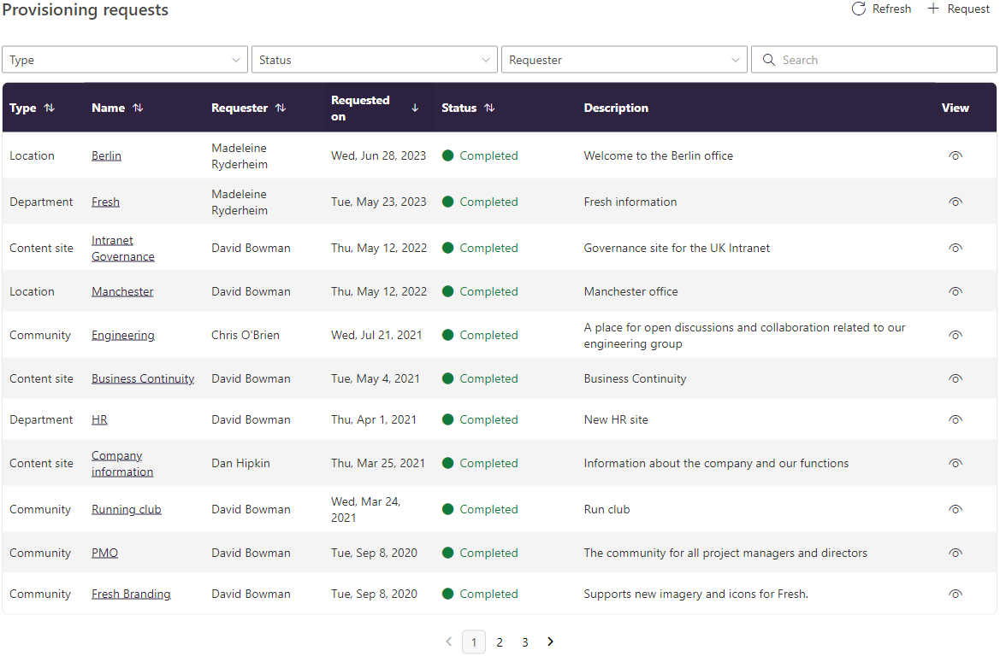 Provisioning requests
Refresh
Request
Type
Status
Requester
Search
Type Name Requester Requested on Status Description View
Location Berlin Madeleine Ryderheim Wed, Jun 28, 2023 Completed Welcome to the Berlin office
Department Fresh Madeleine Ryderheim Tue, May 23, 2023 Completed Fresh information
Content site Intranet Governance David Bowman Thu, May 12, 2022 Completed Governance site for the UK Intranet
Location Manchester David Bowman Thu, May 12, 2022 Completed Manchester office
Community Engineering Chris O'Brien Wed, Jul 21, 2021 Completed A place for open discussions and collaboration related to our engineering group
Content site Business Continuity David Bowman Tue, May 4, 2021 Completed Business Continuity
Department HR David Bowman Thu, Apr 1, 2021 Completed New HR site
Content site Company information Dan Hipkin Thu, Mar 25, 2021 Completed Information about the company and our functions
Community Running club David Bowman Wed, Mar 24, 2021 Completed Run club
Community PMO David Bowman Tue, Sep 8, 2020 Completed The community for all project managers and directors
Community Fresh Branding David Bowman Tue, Sep 8, 2020 Completed Supports new imagery and icons for Fresh.
1 2 3